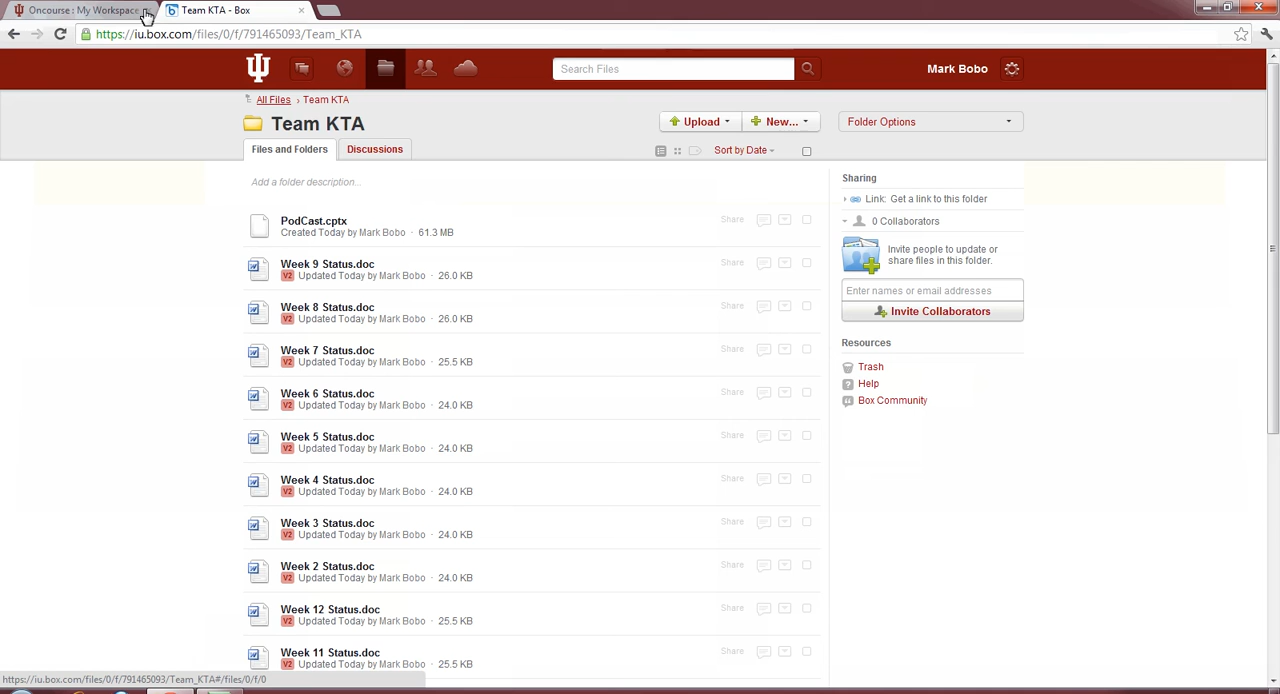 Oncourse : My Workspace
Team KTA - Box
https://iu.box.com/files/0/f/791465093/Team_KTA
Search Files
Mark Bobo
All Files › Team KTA
Team KTA
Upload
New...
Folder Options
Files and Folders
Discussions
Sort by Date
Add a folder description...
PodCast.cptx
Created Today by Mark Bobo · 61.3 MB
Share
Week 9 Status.doc
V2 Updated Today by Mark Bobo · 26.0 KB
Share
Week 8 Status.doc
V2 Updated Today by Mark Bobo · 26.0 KB
Share
Week 7 Status.doc
V2 Updated Today by Mark Bobo · 25.5 KB
Share
Week 6 Status.doc
V2 Updated Today by Mark Bobo · 24.0 KB
Share
Week 5 Status.doc
V2 Updated Today by Mark Bobo · 24.0 KB
Share
Week 4 Status.doc
V2 Updated Today by Mark Bobo · 24.0 KB
Share
Week 3 Status.doc
V2 Updated Today by Mark Bobo · 24.0 KB
Share
Week 2 Status.doc
V2 Updated Today by Mark Bobo · 24.0 KB
Share
Week 12 Status.doc
V2 Updated Today by Mark Bobo · 25.5 KB
Share
Week 11 Status.doc
V2 Updated Today by Mark Bobo · 25.5 KB
Share
Sharing
Link: Get a link to this folder
0 Collaborators
Invite people to update or
share files in this folder.
Enter names or email addresses
Invite Collaborators
Resources
Trash
Help
Box Community
https://iu.box.com/files/0/f/791465093/Team_KTA#/files/0/f/0